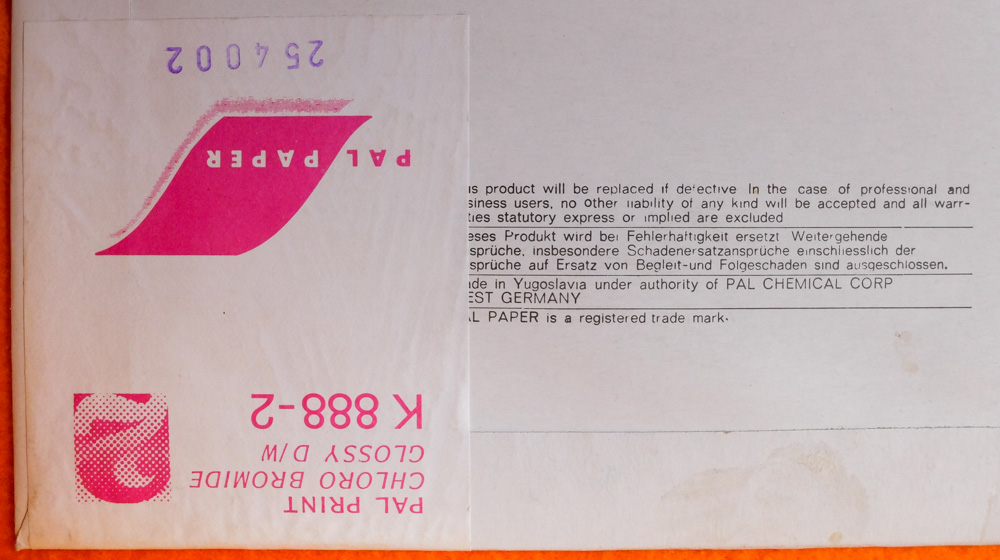 PAL PRINT
CHLORO BROMIDE
GLOSSY D/W
K 888-2
2
PAL PAPER
254002
is product will be replaced if defective In the case of professional and
siness users, no other liability of any kind will be accepted and all warr-
ties statutory express or implied are excluded
eses Produkt wird bei Fehlerhaftigkeit ersetzt Weitergehende
sprüche, insbesondere Schadenersatzansprüche einschliesslich der
sprüche auf Ersatz von Begleit-und Folgeschaden sind ausgeschlossen.
de in Yugoslavia under authority of PAL CHEMICAL CORP
EST GERMANY
L PAPER is a registered trade mark.